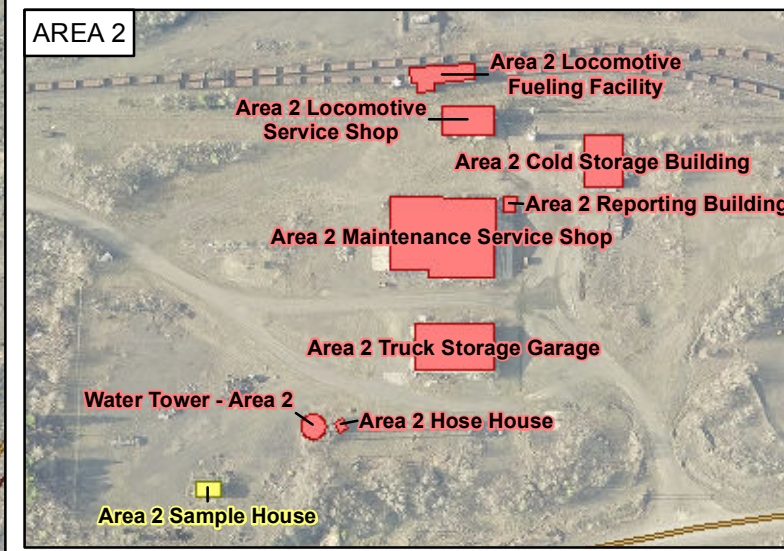 AREA 2
Area 2 Locomotive
Fueling Facility
Area 2 Locomotive
Service Shop
Area 2 Cold Storage Building
Area 2 Reporting Building
Area 2 Maintenance Service Shop
Area 2 Truck Storage Garage
Water Tower - Area 2
Area 2 Hose House
Area 2 Sample House